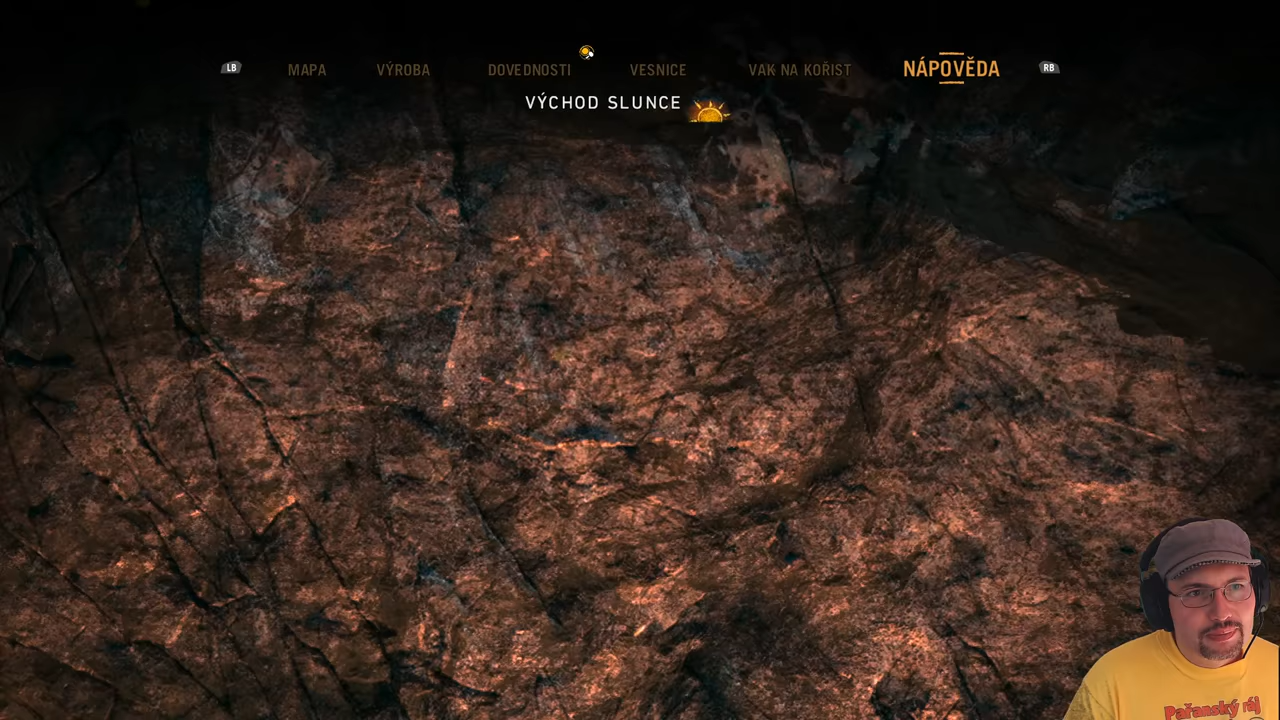 LB MAPA VÝROBA DOVEDNOSTI VESNICE VAK NA KOŘIST NÁPOVĚDA RB
VÝCHOD SLUNCE
Pařanský ráj